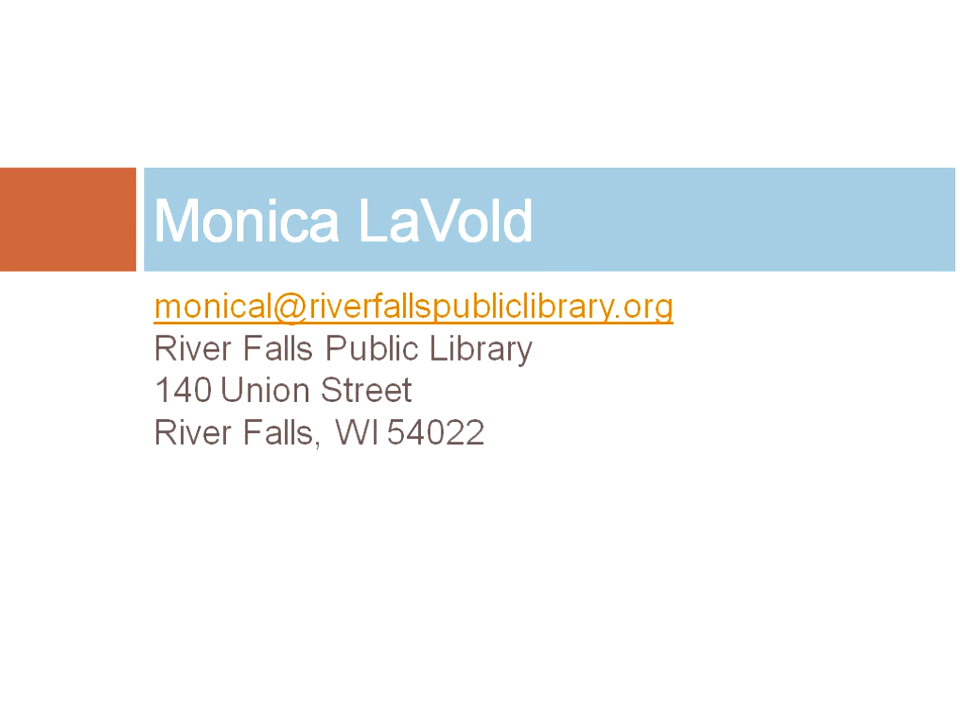 Monica LaVold
monical@riverfallspubliclibrary.org
River Falls Public Library
140 Union Street
River Falls, WI 54022